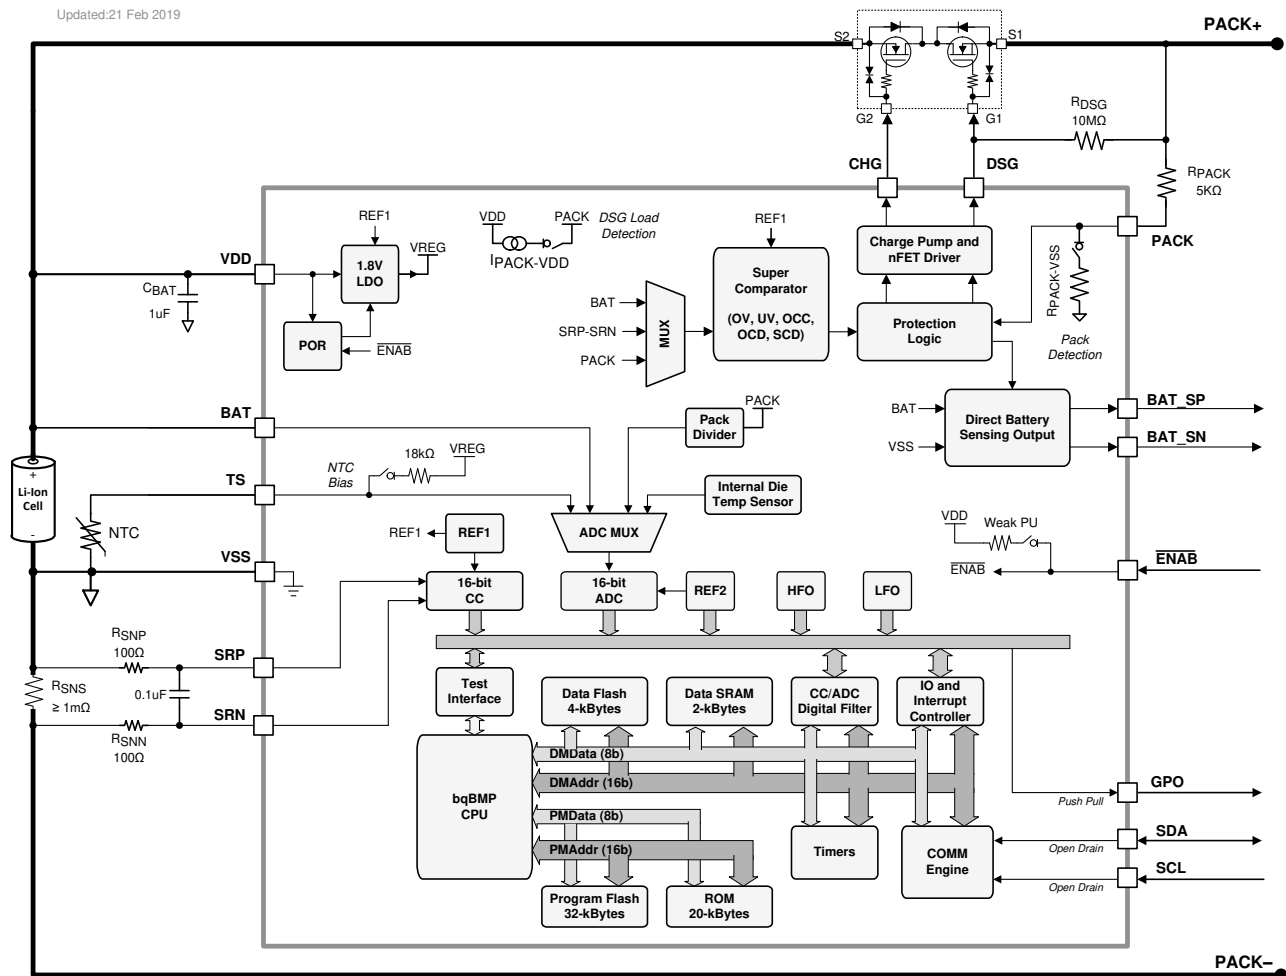 Updated:21 Feb 2019
PACK+
S2
S1
G2
G1
RDSG
10MΩ
CHG
DSG
RPACK
5KΩ
PACK
REF1
VDD
PACK
DSG Load
Detection
IPACK-VDD
VREG
VDD
1.8V
LDO
CBAT
1uF
POR
ENAB
REF1
Super
Comparator
(OV, UV, OCC,
OCD, SCD)
BAT
SRP-SRN
PACK
MUX
Charge Pump and
nFET Driver
Protection
Logic
RPACK-VSS
Pack
Detection
BAT
VSS
Direct Battery
Sensing Output
BAT_SP
BAT_SN
BAT
Pack
Divider
PACK
NTC
Bias
18kΩ
VREG
TS
Internal Die
Temp Sensor
+
Li-Ion
Cell
-
NTC
REF1
REF1
ADC MUX
VDD
Weak PU
ENAB
ENAB
VSS
16-bit
CC
16-bit
ADC
REF2
HFO
LFO
RSNP
100Ω
SRP
RSNS
≥ 1mΩ
0.1uF
SRN
RSNN
100Ω
Test
Interface
Data Flash
4-kBytes
Data SRAM
2-kBytes
CC/ADC
Digital Filter
IO and
Interrupt
Controller
bqBMP
CPU
DMData (8b)
DMAddr (16b)
PMData (8b)
PMAddr (16b)
Program Flash
32-kBytes
ROM
20-kBytes
Timers
COMM
Engine
Push Pull
GPO
Open Drain
SDA
Open Drain
SCL
PACK–